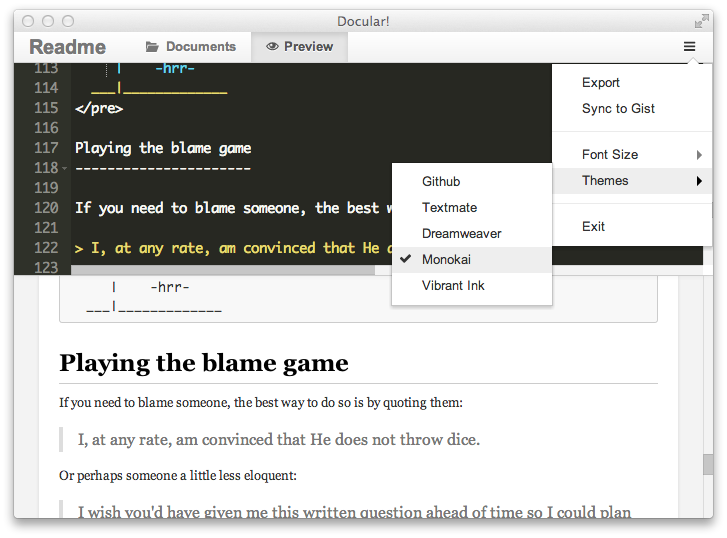 Docular!
Readme Documents Preview
113 | -hrr-
114 ___|_____________
115 </pre>
116
117 Playing the blame game
118 ----------------------
119
120 If you need to blame someone, the best w
121
122 > I, at any rate, am convinced that He d
123
Export
Sync to Gist
Font Size
Themes
Exit
Github
Textmate
Dreamweaver
Monokai
Vibrant Ink
| -hrr-
___|_____________
Playing the blame game
If you need to blame someone, the best way to do so is by quoting them:
I, at any rate, am convinced that He does not throw dice.
Or perhaps someone a little less eloquent:
I wish you'd have given me this written question ahead of time so I could plan